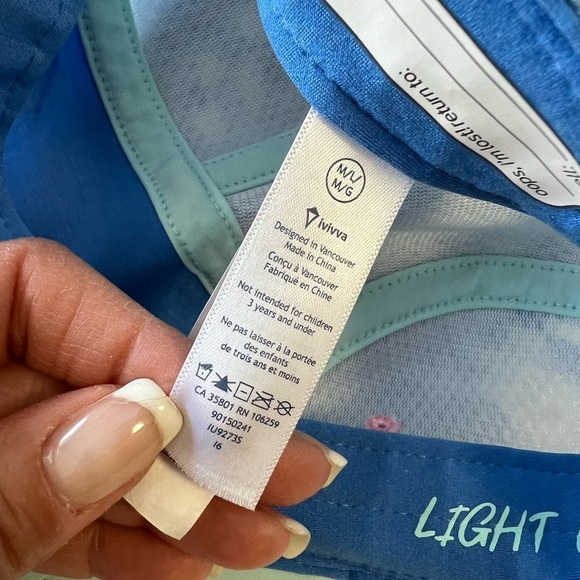 oops, I'm lost! return to:
M/L/
M/G
ivivva
Designed in Vancouver
Made in China
Conçu à Vancouver
Fabriqué en Chine
Not intended for children
3 years and under
Ne pas laisser à la portée
des enfants
de trois ans et moins
CA 35801 RN 106259
90150241
IU9273S
16
LIGHT